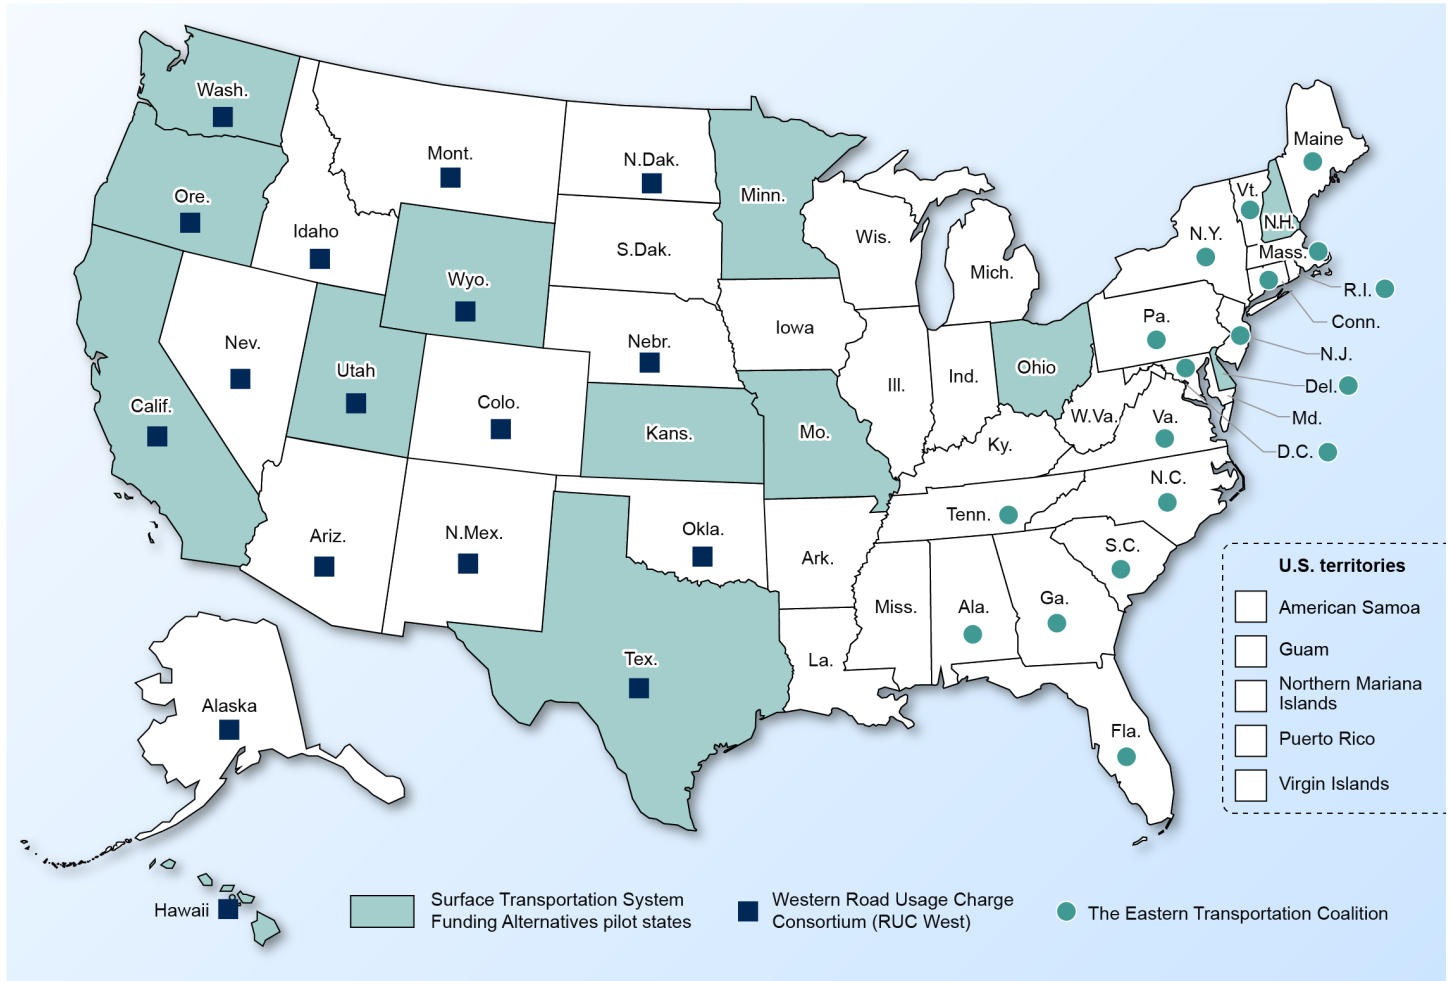 Wash.
Mont.
N.Dak.
Minn.
Maine
Vt.
N.H.
Ore.
Idaho
S.Dak.
Wis.
Mich.
N.Y.
Mass.
R.I.
Wyo.
Conn.
Nev.
Utah
Nebr.
Iowa
Pa.
N.J.
Ohio
Ill.
Ind.
Del.
Calif.
Colo.
Kans.
Mo.
Ky.
W.Va.
Va.
Md.
D.C.
Ariz.
N.Mex.
Okla.
Ark.
Tenn.
N.C.
S.C.
Miss.
Ala.
Ga.
Tex.
La.
Fla.
Alaska
Hawaii
U.S. territories
American Samoa
Guam
Northern Mariana
Islands
Puerto Rico
Virgin Islands
Surface Transportation System
Funding Alternatives pilot states
Western Road Usage Charge
Consortium (RUC West)
The Eastern Transportation Coalition